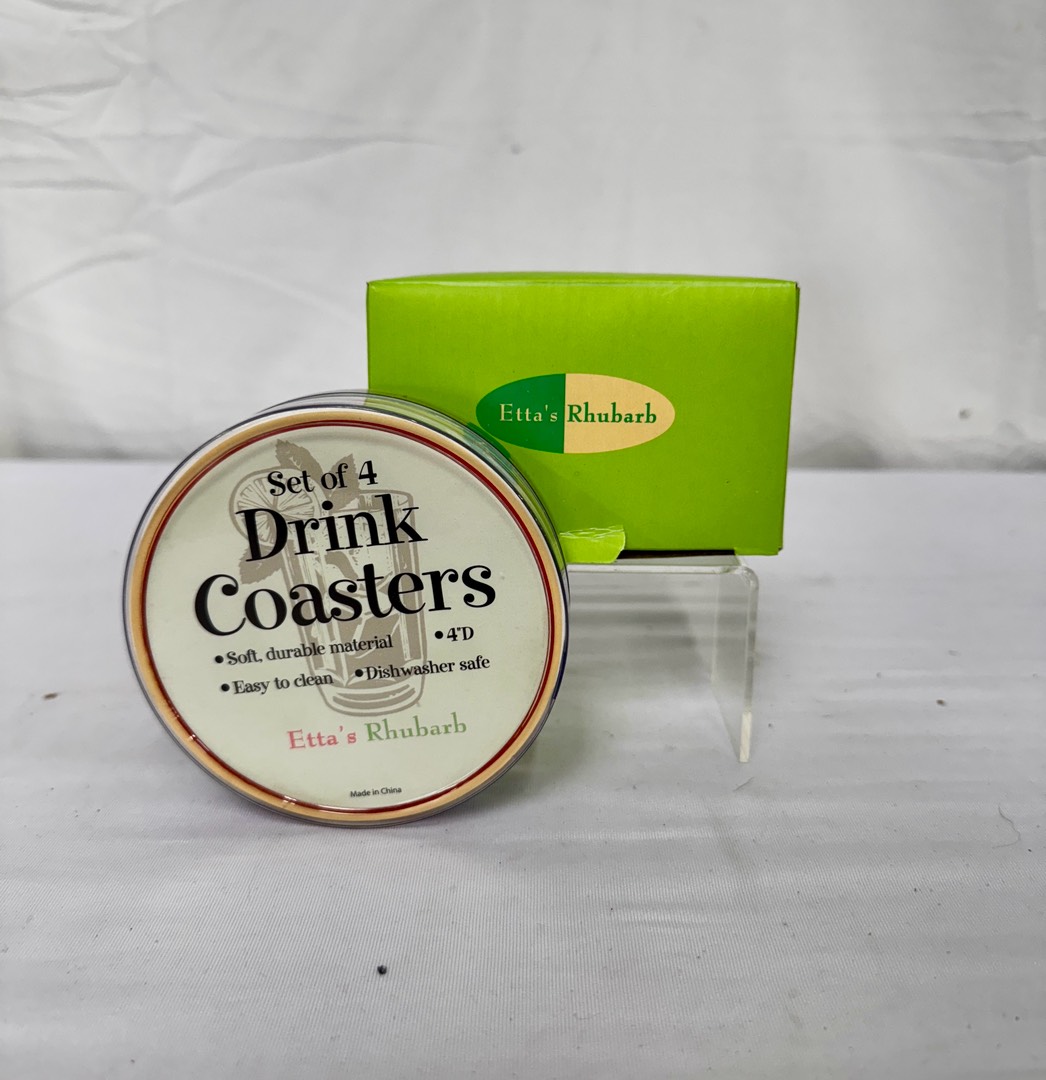 Set of 4
Drink
Coasters
•Soft, durable material •4"D
•Easy to clean •Dishwasher safe
Etta's Rhubarb
Made in China
Etta's Rhubarb